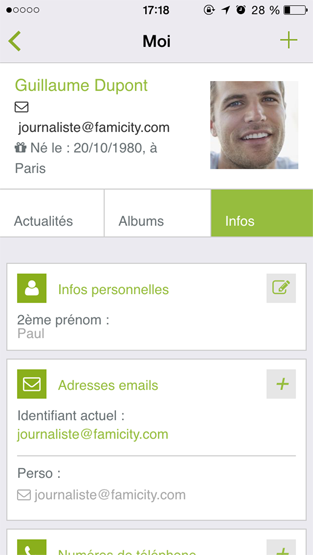 17:18
28 %
Moi
Guillaume Dupont
journaliste@famicity.com
Né le : 20/10/1980, à
Paris
Actualités
Albums
Infos
Infos personnelles
2ème prénom :
Paul
Adresses emails
Identifiant actuel :
journaliste@famicity.com
Perso :
journaliste@famicity.com
Numéros de téléphone